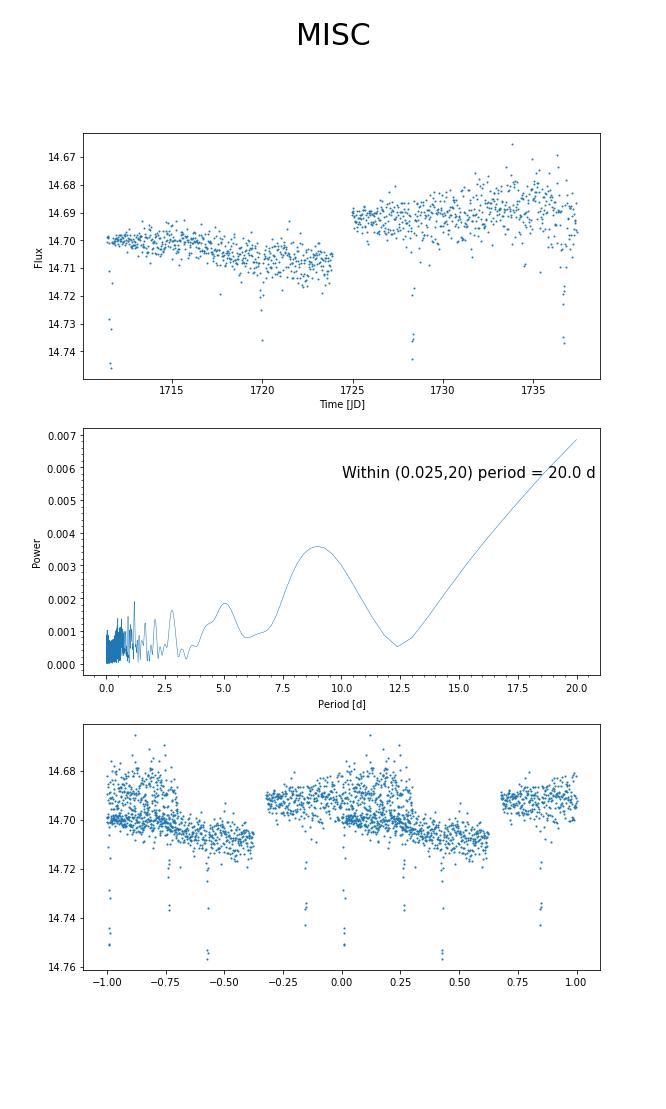 MISC
14.67
14.68
14.69
14.70
14.71
14.72
14.73
14.74
Flux
1715 1720 1725 1730 1735
Time [JD]
0.007
0.006
0.005
0.004
0.003
0.002
0.001
0.000
Power
Within (0.025,20) period = 20.0 d
0.0 2.5 5.0 7.5 10.0 12.5 15.0 17.5 20.0
Period [d]
14.68
14.70
14.72
14.74
14.76
−1.00 −0.75 −0.50 −0.25 0.00 0.25 0.50 0.75 1.00